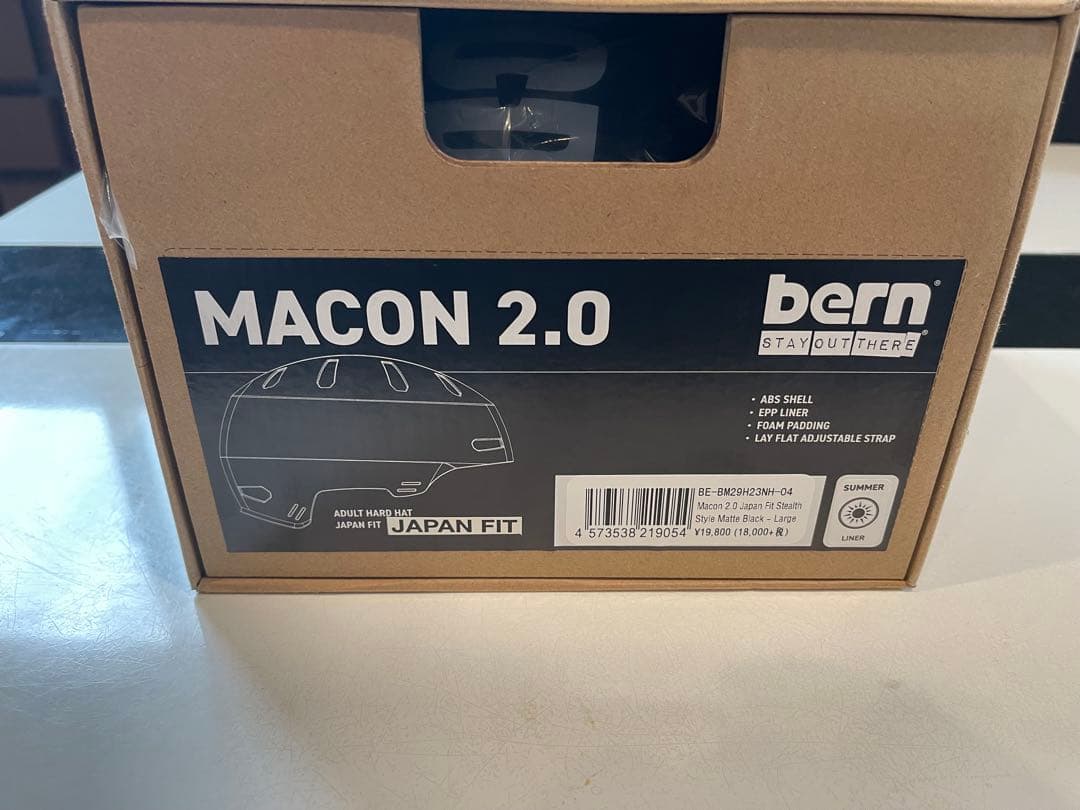 MACON 2.0
bern®
STAY OUT THERE®
• ABS SHELL
• EPP LINER
• FOAM PADDING
• LAY FLAT ADJUSTABLE STRAP
ADULT HARD HAT
JAPAN FIT
JAPAN FIT
BE-BM29H23NH-04
Macon 2.0 Japan Fit Stealth
Style Matte Black - Large
¥19,800 (18,000+税)
4 573538 219054
SUMMER
LINER